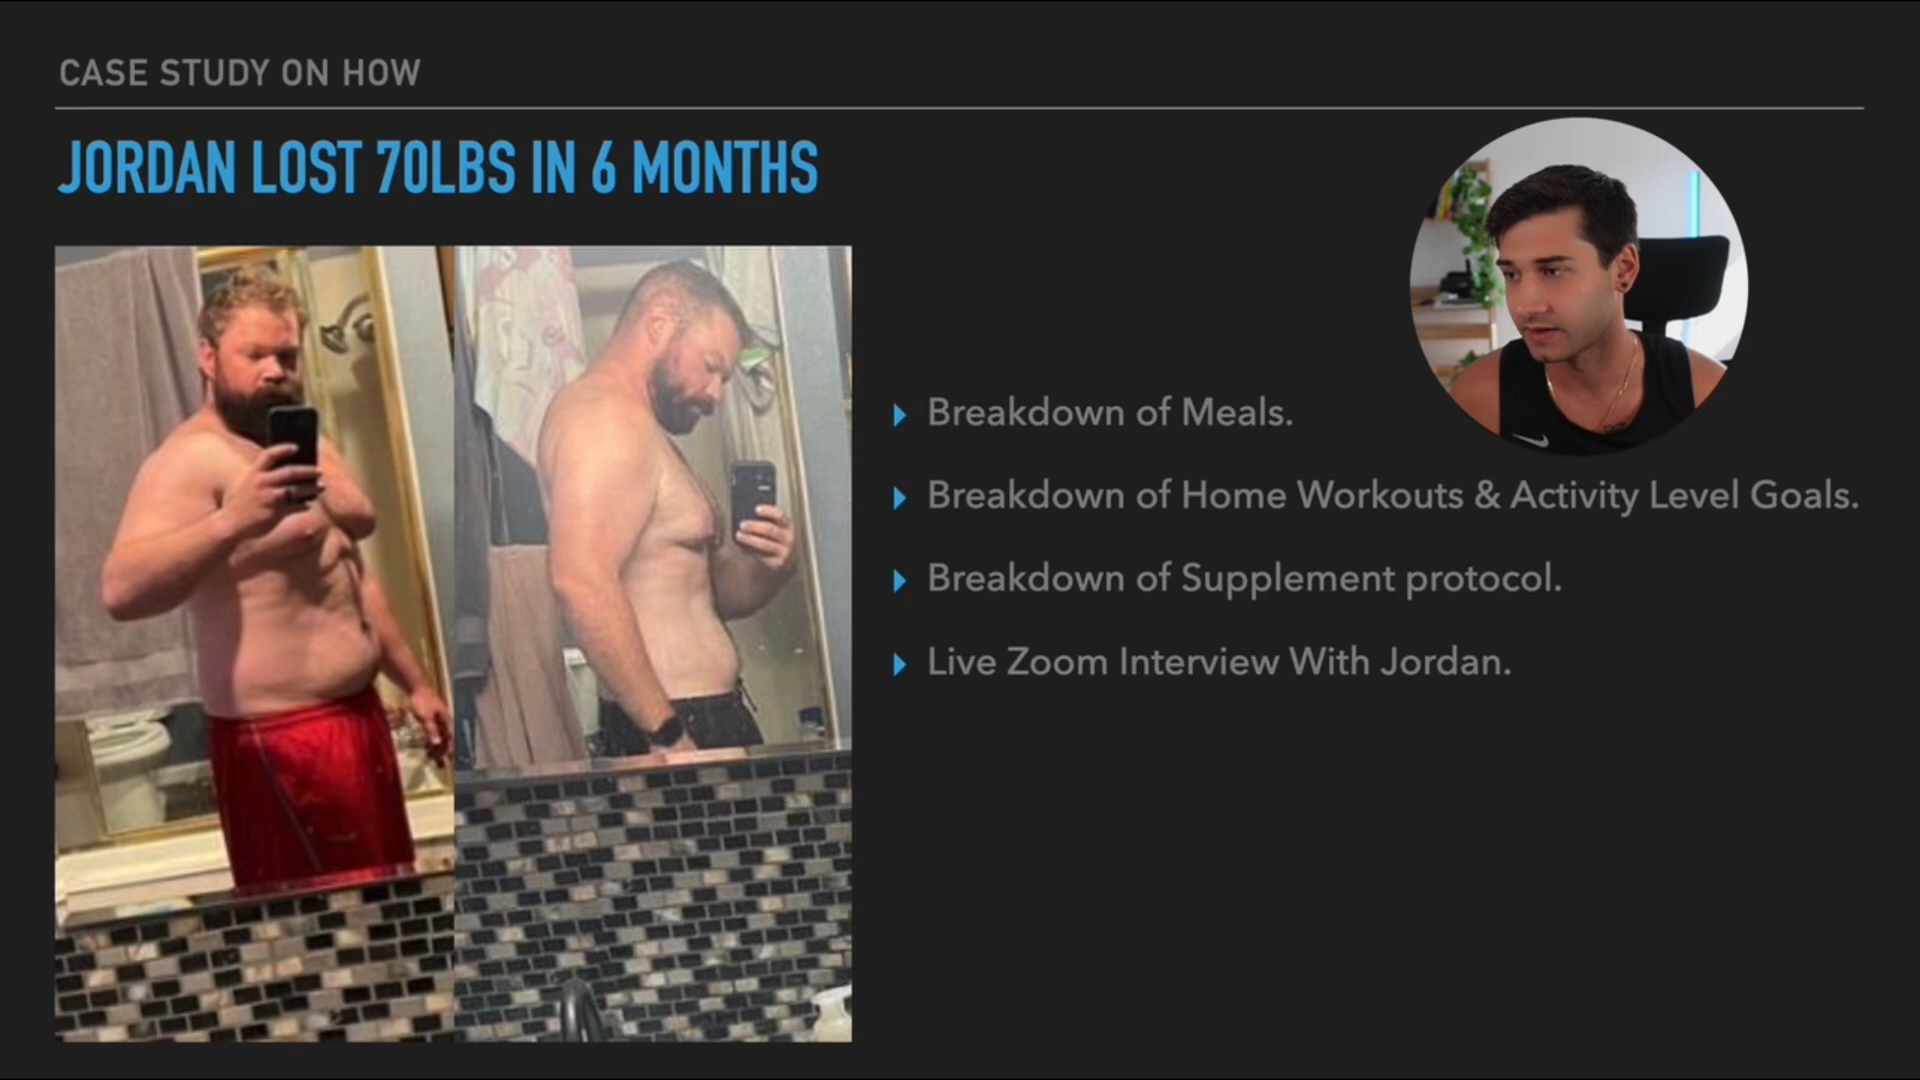 CASE STUDY ON HOW
JORDAN LOST 70LBS IN 6 MONTHS
Breakdown of Meals.
Breakdown of Home Workouts & Activity Level Goals.
Breakdown of Supplement protocol.
Live Zoom Interview With Jordan.